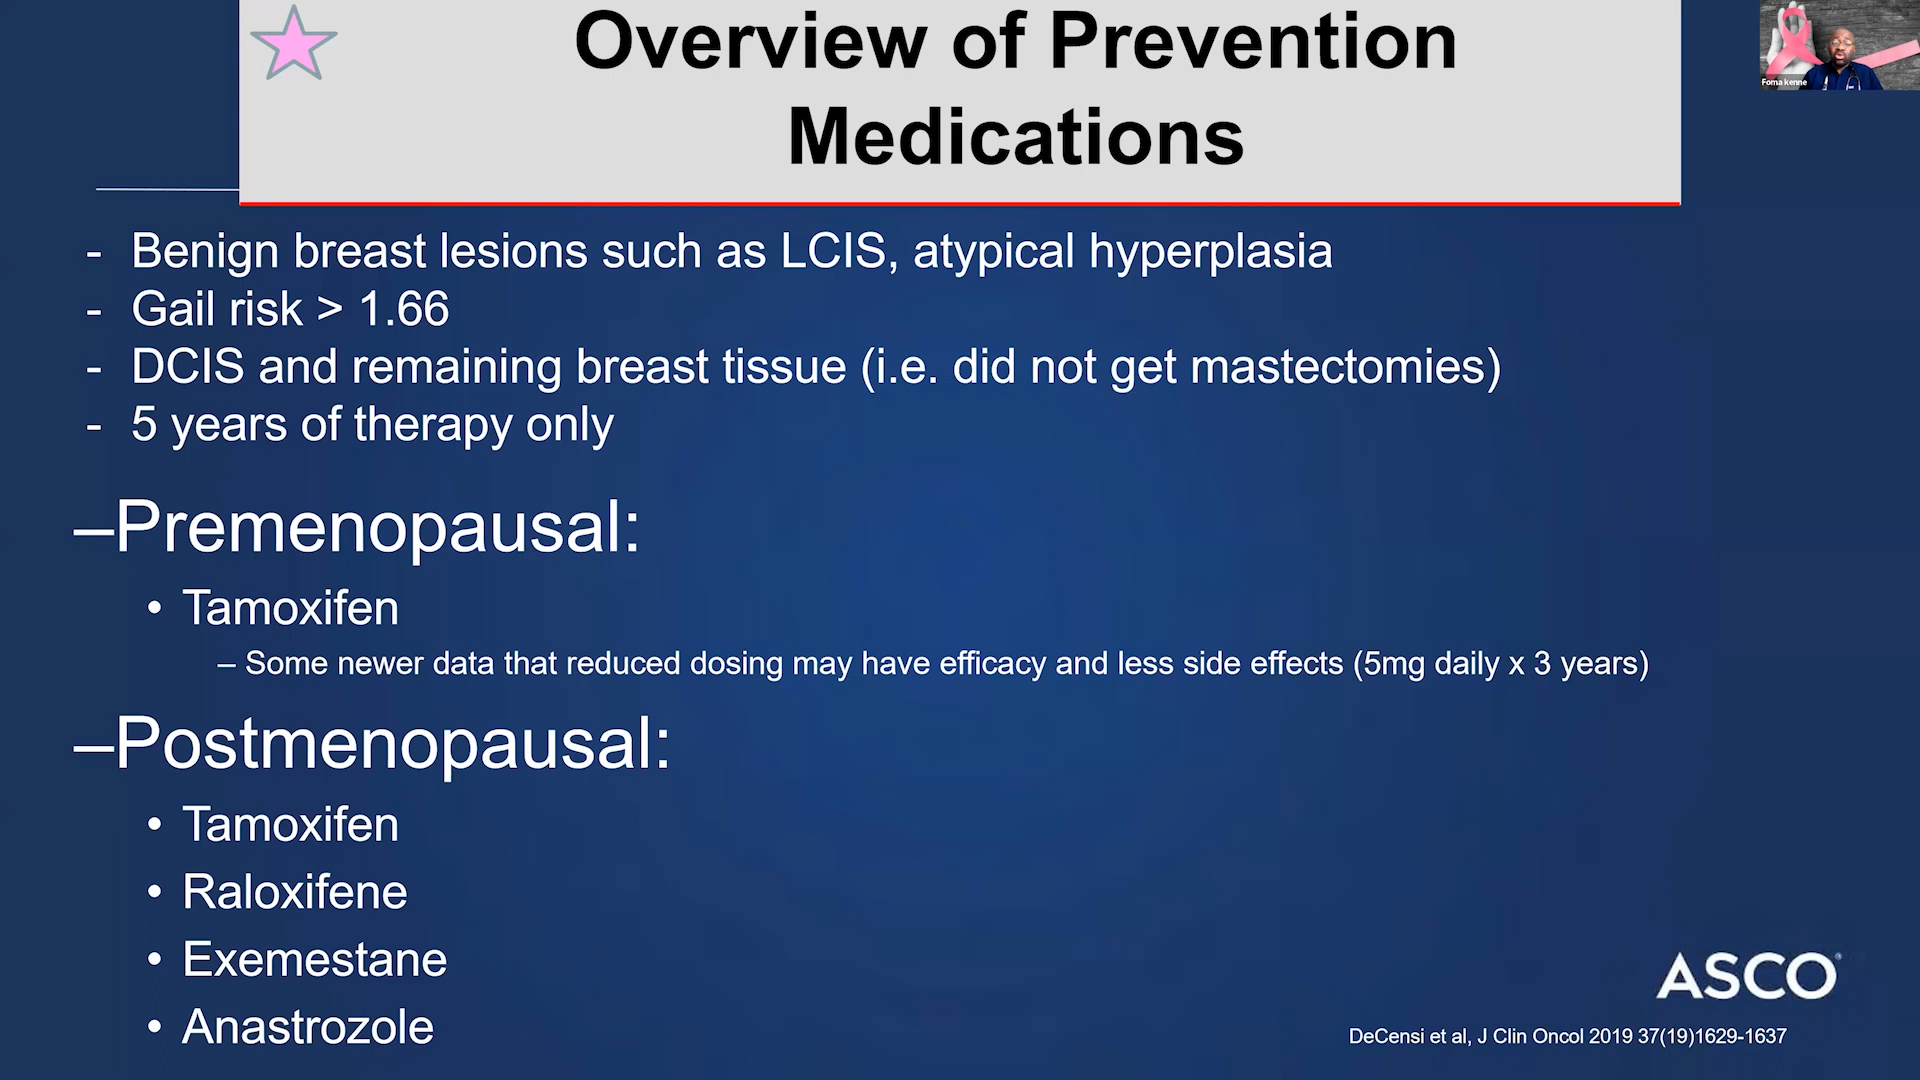 Overview of Prevention
Medications
Foma kenne
- Benign breast lesions such as LCIS, atypical hyperplasia
- Gail risk > 1.66
- DCIS and remaining breast tissue (i.e. did not get mastectomies)
- 5 years of therapy only
–Premenopausal:
• Tamoxifen
– Some newer data that reduced dosing may have efficacy and less side effects (5mg daily x 3 years)
–Postmenopausal:
• Tamoxifen
• Raloxifene
• Exemestane
• Anastrozole
ASCO®
DeCensi et al, J Clin Oncol 2019 37(19)1629-1637